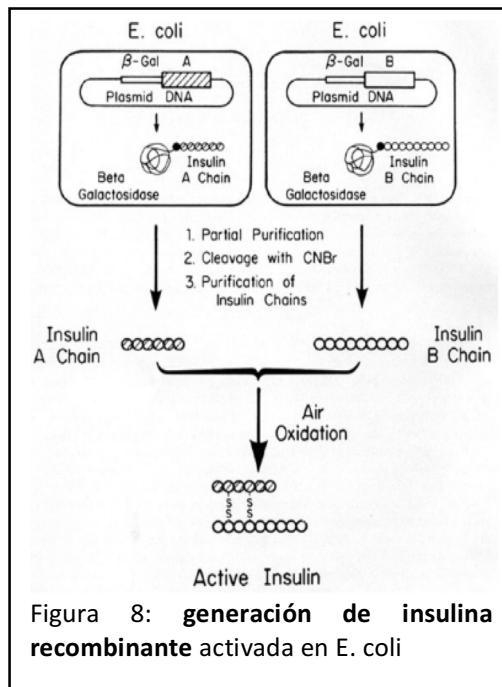 E. coli
E. coli
β-Gal A
Plasmid DNA
β-Gal B
Plasmid DNA
Insulin
A Chain
Beta
Galactosidase
Insulin
B Chain
Beta
Galactosidase
1. Partial Purification
2. Cleavage with CNBr
3. Purification of
Insulin Chains
Insulin
A Chain
Insulin
B Chain
Air
Oxidation
S S
S S
Active Insulin
Figura 8: generación de insulina
recombinante activada en E. coli